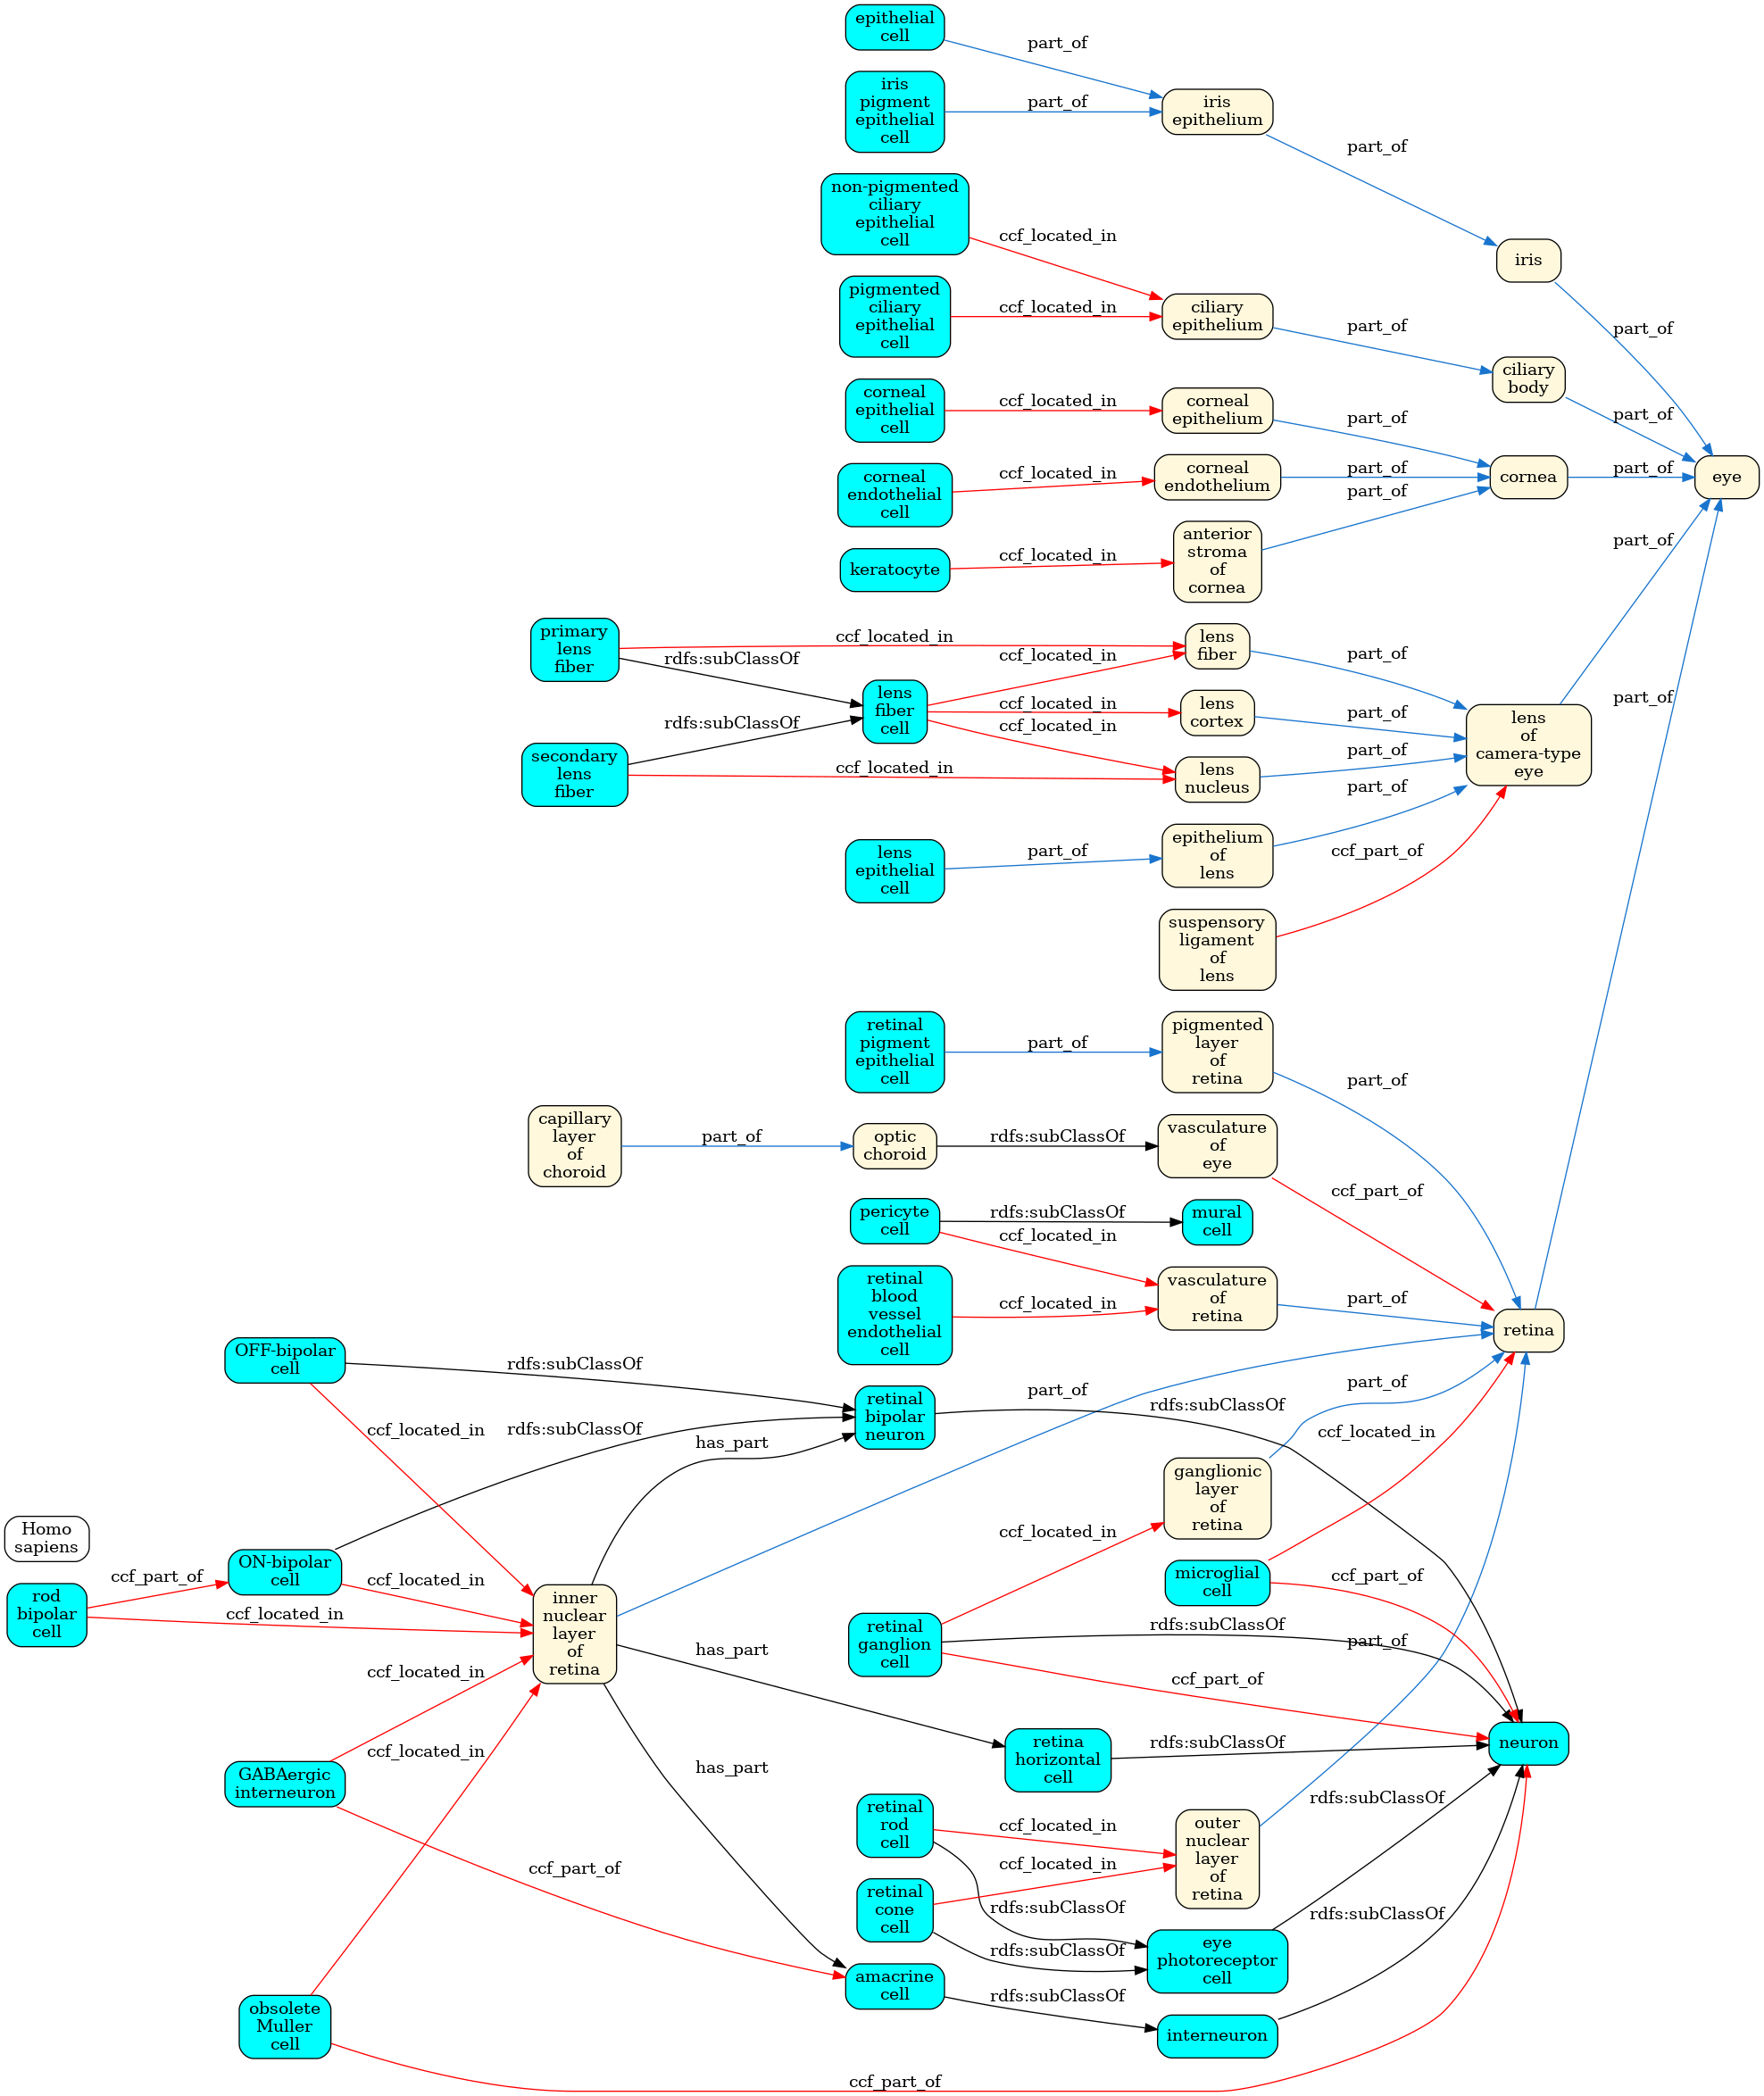 epithelial
cell
part_of
iris
pigment
epithelial
cell
part_of
iris
epithelium
part_of
non-pigmented
ciliary
epithelial
cell
ccf_located_in
iris
part_of
pigmented
ciliary
epithelial
cell
ccf_located_in
ciliary
epithelium
part_of
ciliary
body
part_of
corneal
epithelial
cell
ccf_located_in
corneal
epithelium
part_of
corneal
endothelial
cell
ccf_located_in
corneal
endothelium
part_of
cornea
part_of
eye
keratocyte
ccf_located_in
anterior
stroma
of
cornea
part_of
primary
lens
fiber
ccf_located_in
rdfs:subClassOf
lens
fiber
part_of
lens
fiber
cell
ccf_located_in
ccf_located_in
ccf_located_in
lens
cortex
part_of
lens
of
camera-type
eye
part_of
secondary
lens
fiber
rdfs:subClassOf
ccf_located_in
lens
nucleus
part_of
lens
epithelial
cell
part_of
epithelium
of
lens
part_of
suspensory
ligament
of
lens
ccf_part_of
retinal
pigment
epithelial
cell
part_of
pigmented
layer
of
retina
part_of
capillary
layer
of
choroid
part_of
optic
choroid
rdfs:subClassOf
vasculature
of
eye
ccf_part_of
pericyte
cell
rdfs:subClassOf
ccf_located_in
mural
cell
retinal
blood
vessel
endothelial
cell
ccf_located_in
vasculature
of
retina
part_of
retina
part_of
OFF-bipolar
cell
rdfs:subClassOf
ccf_located_in
retinal
bipolar
neuron
rdfs:subClassOf
Homo
sapiens
rod
bipolar
cell
ccf_part_of
ccf_located_in
ON-bipolar
cell
rdfs:subClassOf
ccf_located_in
inner
nuclear
layer
of
retina
has_part
part_of
has_part
has_part
ganglionic
layer
of
retina
part_of
microglial
cell
ccf_located_in
ccf_part_of
retinal
ganglion
cell
ccf_located_in
rdfs:subClassOf
ccf_part_of
GABAergic
interneuron
ccf_located_in
ccf_part_of
retina
horizontal
cell
rdfs:subClassOf
neuron
retinal
rod
cell
ccf_located_in
rdfs:subClassOf
outer
nuclear
layer
of
retina
part_of
retinal
cone
cell
ccf_located_in
rdfs:subClassOf
eye
photoreceptor
cell
rdfs:subClassOf
amacrine
cell
rdfs:subClassOf
interneuron
rdfs:subClassOf
obsolete
Muller
cell
ccf_located_in
ccf_part_of